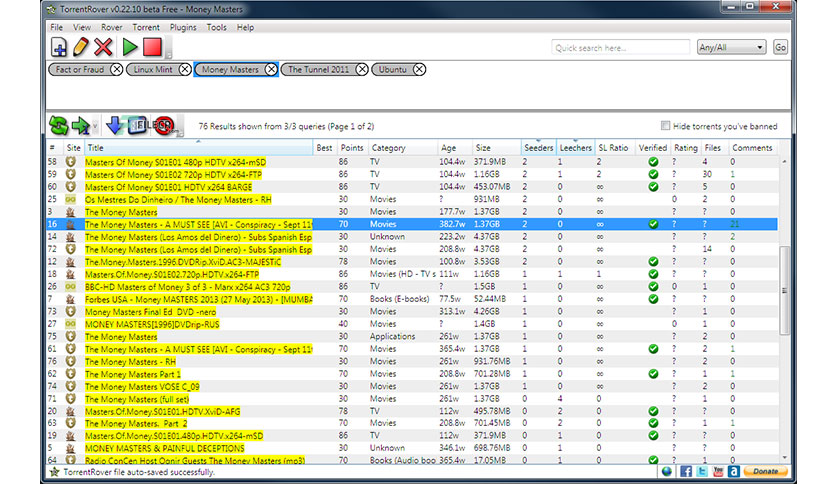 TorrentRover v0.22.10 beta Free - Money Masters
File View Rover Torrent Plugins Tools Help
Quick search here... Any/All Go
Fact or Fraud Linux Mint Money Masters The Tunnel 2011 Ubuntu
76 Results shown from 3/3 queries (Page 1 of 2) Hide torrents you've banned
# Site Title Best Points Category Age Size Seeders Leechers SL Ratio Verified Rating Files Comments
58 Masters Of Money S01E01 480p HDTV x264-mSD 86 TV 104.4w 371.9MB 2 1 2 ? 4 0
59 Masters Of Money S01E02 720p HDTV x264-FTP 86 TV 104.4w 1.16GB 2 1 2 ? 30 1
60 Masters Of Money S01E01 HDTV x264 BARGE 86 TV 104.4w 453.07MB 2 0 ∞ ? 5 0
25 Os Mestres Do Dinheiro / The Money Masters - RH 30 Movies ? 931MB 2 0 ∞ 0 2 0
3 The Money Masters 30 Movies 177.7w 1.37GB 2 0 ∞ ? ? 0
16 The Money Masters - A MUST SEE [AVI - Conspiracy - Sept 11 70 Movies 382.7w 1.37GB 2 0 ∞ ? ? 21
14 The Money Masters (Los Amos del Dinero) - Subs Spanish Esp 30 Unknown 223.2w 4.37GB 2 0 ∞ ? ? 2
72 The Money Masters (Los Amos del Dinero) - Subs Spanish Esp 30 Movies 208.8w 4.37GB 2 0 ∞ ? 14 0
12 The.Money.Masters.1996.DVDRip.Xvi D.AC3-MAJESTiC 78 Movies 100.8w 3.53GB 2 0 ∞ ? ? 0
18 Masters.Of.Money.S01E02.720p.HDTV.x264-FTP 86 Movies (HD - TV s 111w 1.16GB 1 1 1 ? ? 0
26 BBC-HD Masters of Money 3 of 3 - Marx x264 AC3 720p 86 TV ? 1.5GB 1 0 ∞ 0 1 0
7 Forbes USA - Money MASTERS 2013 (27 May 2013) - [MUMBA 70 Books (E-books) 77.5w 52.44MB 1 0 ∞ ? ? 0
73 Money Masters Final Ed DVD -nero 30 Movies 313.1w 4.26GB 1 0 ∞ ? 2 0
27 MONEY MASTERS[1996]DVDrip-RUS 40 Movies ? 1.4GB 1 0 ∞ 0 1 0
75 The Money Masters 30 Applications 261w 1.37GB 1 0 ∞ ? 2 0
61 The Money Masters - A MUST SEE [AVI - Conspiracy - Sept 11 70 Movies 365.4w 1.37GB 1 0 ∞ ? 2 1
76 The Money Masters - RH 30 Movies 261w 931.76MB 1 0 ∞ ? 2 0
62 The Money Masters Part 1 70 Movies 208.8w 701.28MB 1 0 ∞ ? 2 1
74 The Money Masters VOSE C_09 30 Movies 261w 1.37GB 1 0 ∞ ? 2 0
71 The Money Masters (full set) 30 Movies 261w 1.37GB 0 4 0 ? 2 0
20 Masters.Of.Money.S01E01.HDTV.XviD-AFG 78 TV 112w 495.78MB 0 2 0 ? ? 0
63 The Money Masters. Part 2 70 Movies 208.8w 701.45MB 0 2 0 ? 2 1
19 Masters.Of.Money.S01E01.480p.HDTV.x264-mSD 86 TV 112w 371.9MB 0 1 0 ? ? 0
5 MONEY MASTERS & PAINFUL DECEPTIONS 30 Unknown 346.1w 698.76MB 0 1 0 ? ? 0
64 Radio ConCen Host Oonir Guests The Money Masters (mp3) 70 Books (Audio boo 365.4w 17.05MB 0 0 ? 2 0
TorrentRover file auto-saved successfully. Donate